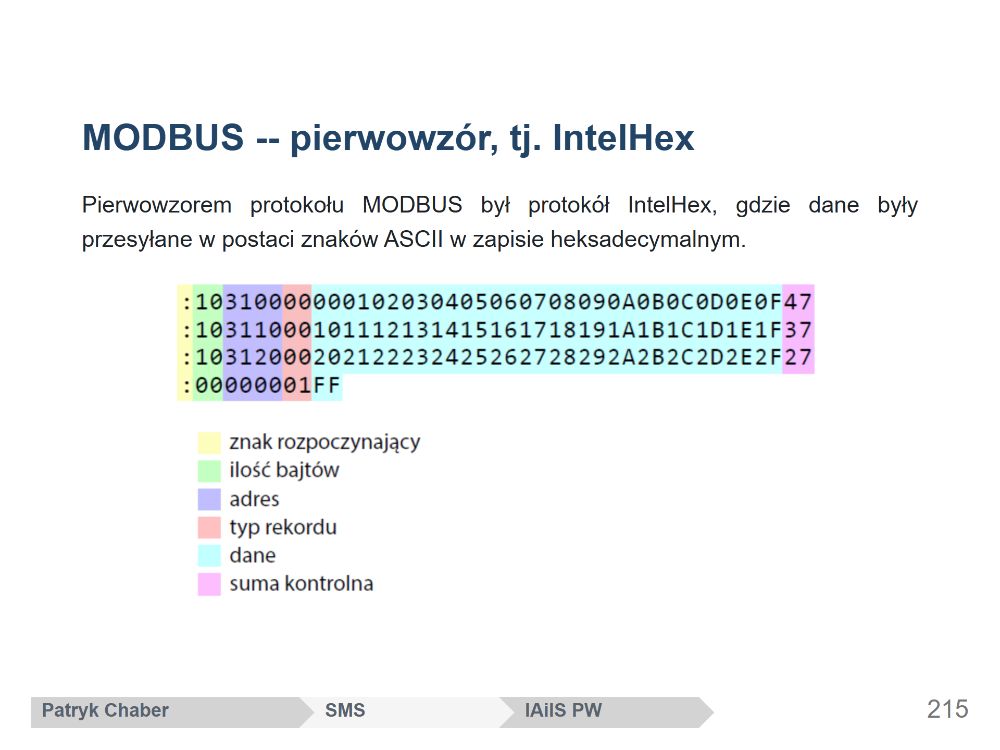 MODBUS -- pierwowzór, tj. IntelHex
Pierwowzorem protokołu MODBUS był protokół IntelHex, gdzie dane były
przesyłane w postaci znaków ASCII w zapisie heksadecymalnym.
:10310000000102030405060708090A0B0C0D0E0F47
:10311000101112131415161718191A1B1C1D1E1F37
:10312000202122232425262728292A2B2C2D2E2F27
:00000001FF
znak rozpoczynający
ilość bajtów
adres
typ rekordu
dane
suma kontrolna
Patryk Chaber SMS IAiIS PW 215